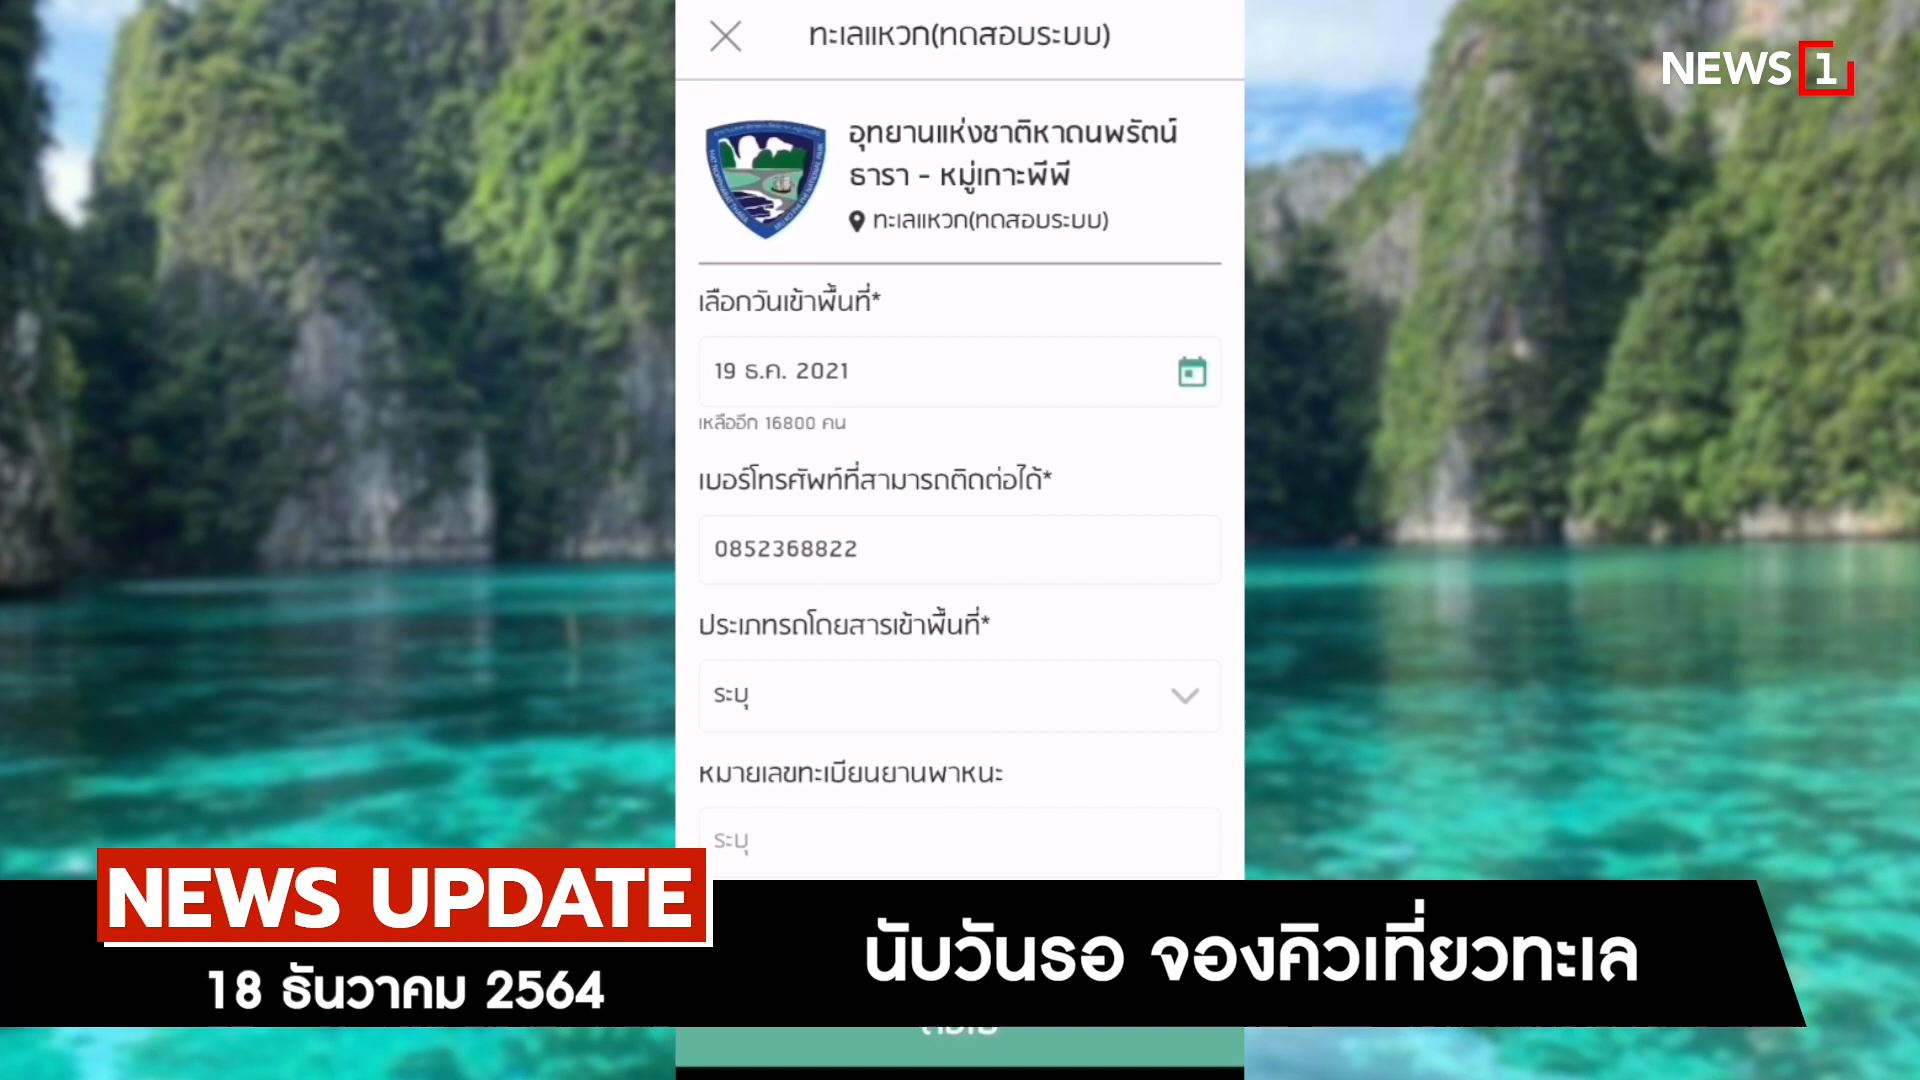 ทะเลแหวก(ทดสอบระบบ)
NEWS 1
อุทยานแห่งชาติหาดนพรัตน์
ธารา - หมู่เกาะพีพี
ทะเลแหวก(ทดสอบระบบ)
เลือกวันเข้าพื้นที่*
19 ธ.ค. 2021
เหลืออีก 16800 คน
เบอร์โทรศัพท์ที่สามารถติดต่อได้*
0852368822
ประเภทรถโดยสารเข้าพื้นที่*
ระบุ
หมายเลขทะเบียนยานพาหนะ
ระบุ
NEWS UPDATE
18 ธันวาคม 2564
นับวันรอ จองคิวเที่ยวทะเล